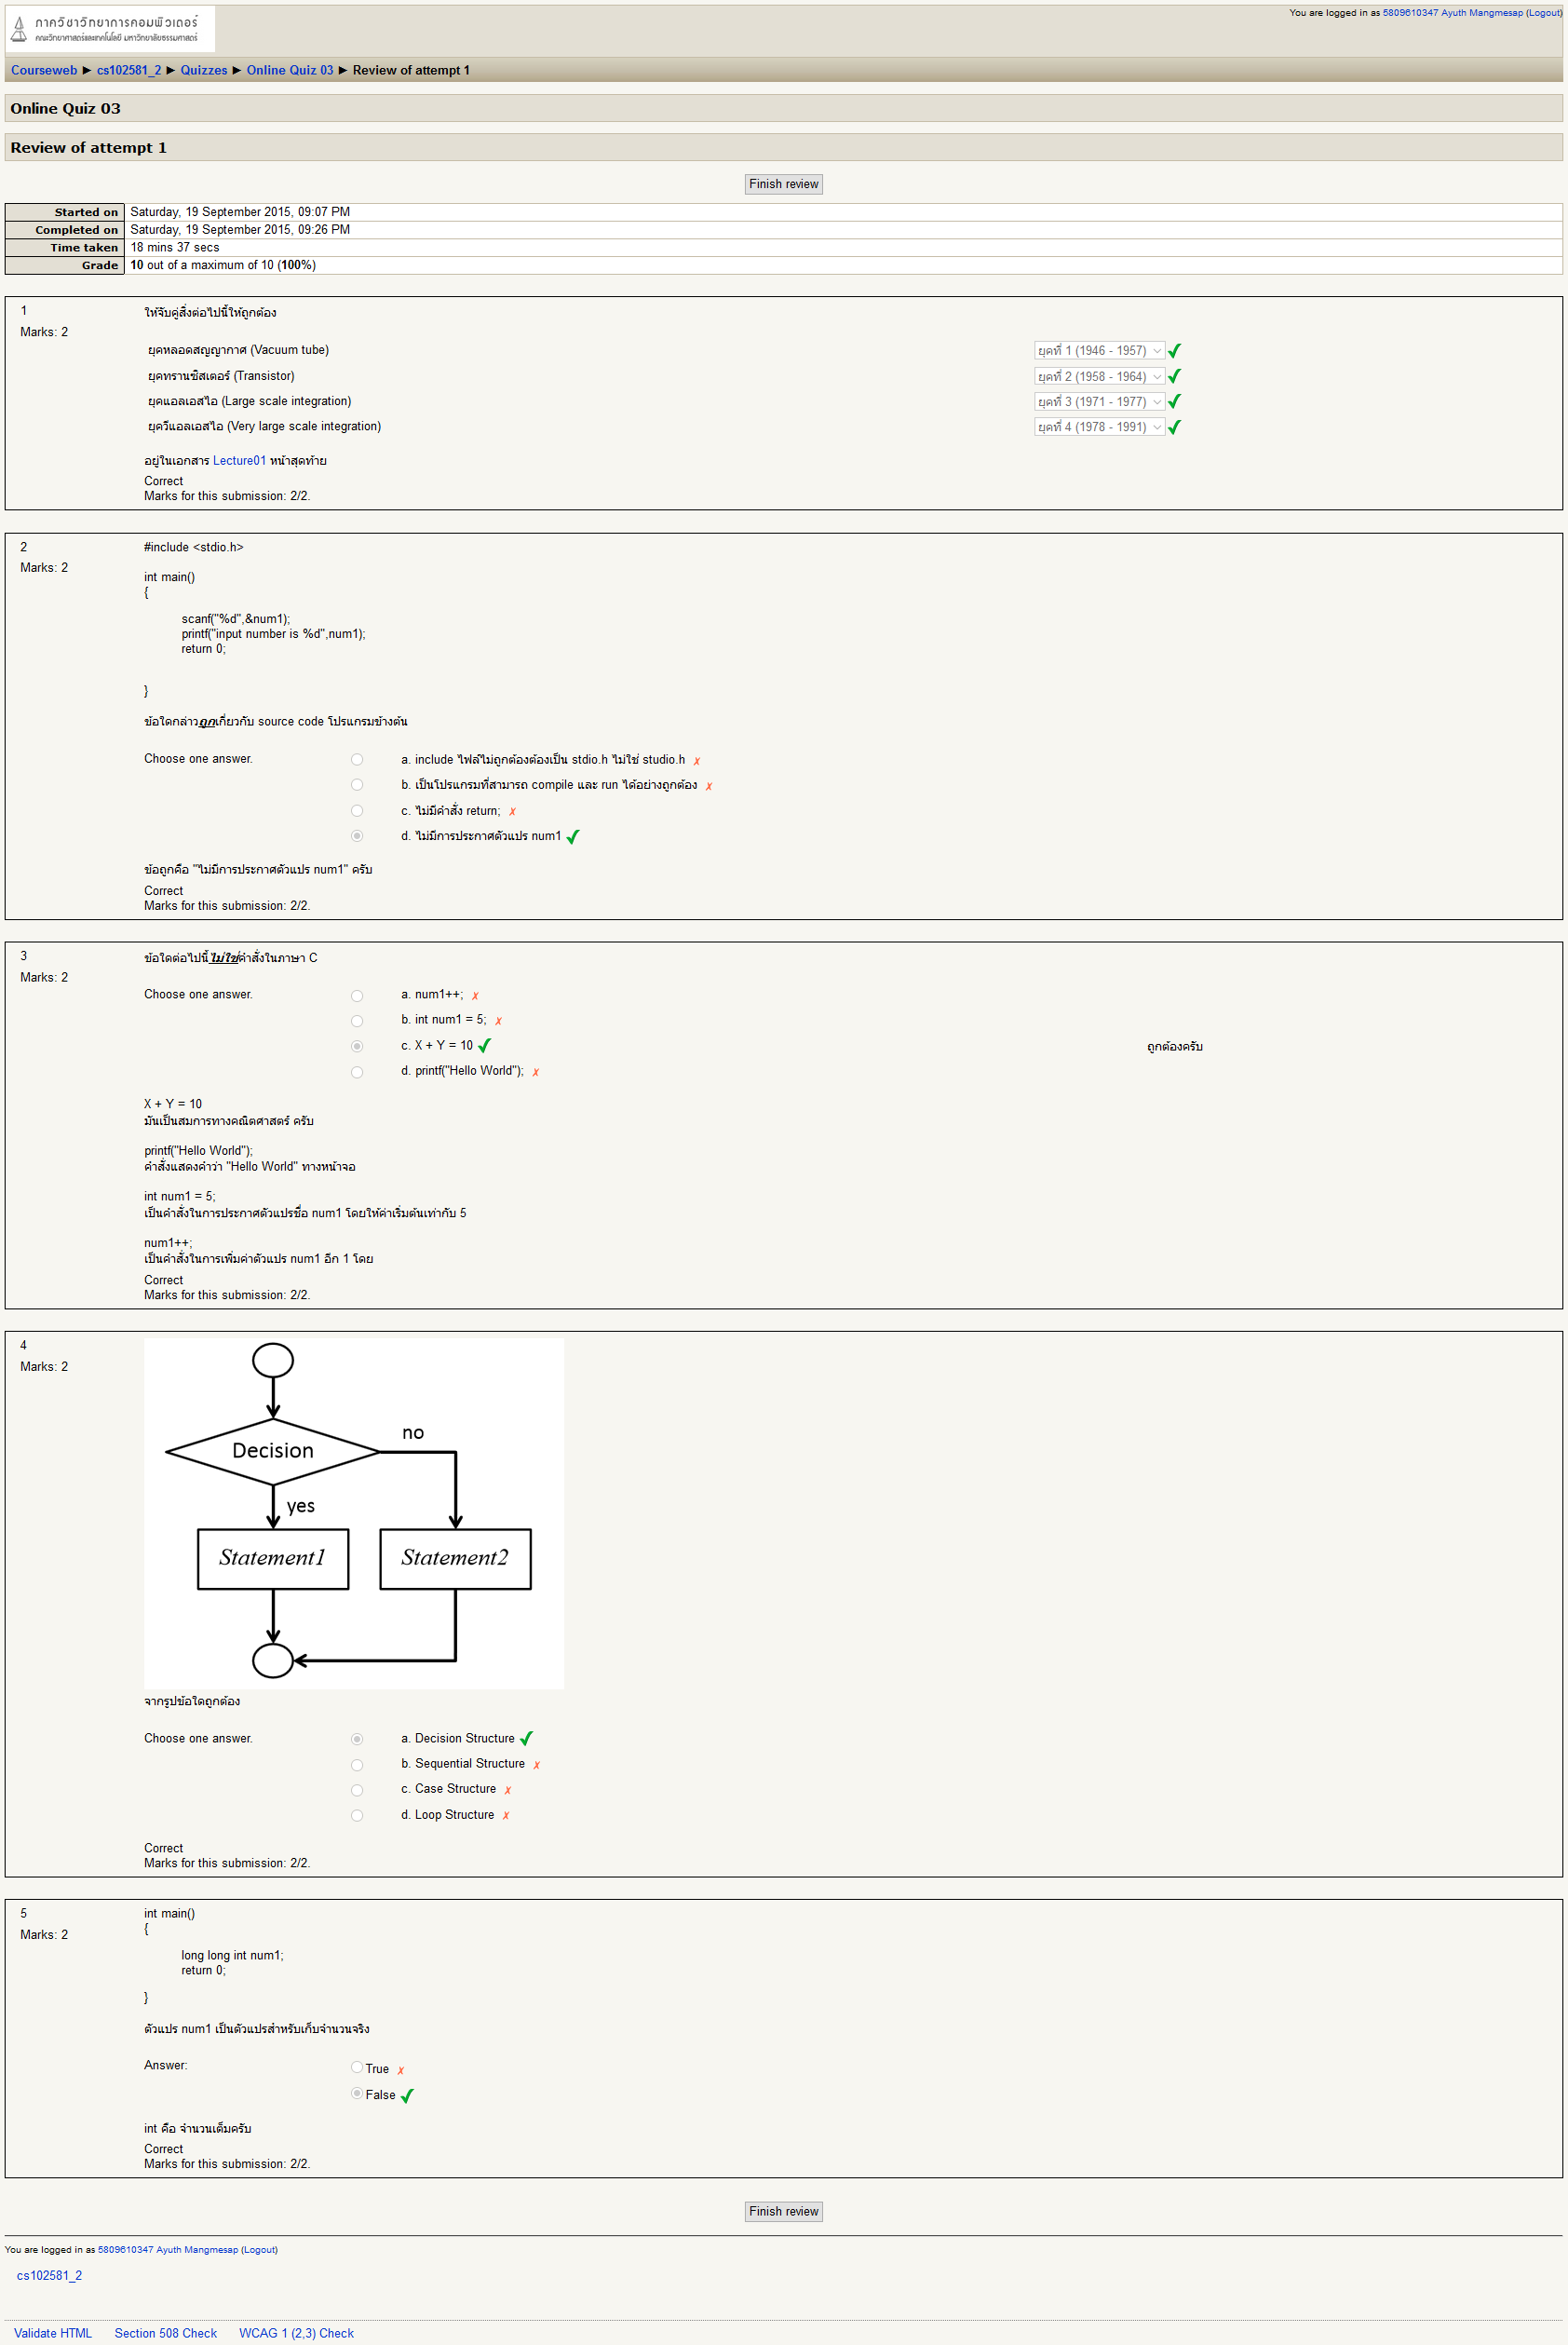 ภาควิชาวิทยาการคอมพิวเตอร์
คณะวิทยาศาสตร์และเทคโนโลยี มหาวิทยาลัยธรรมศาสตร์
You are logged in as 5809610347 Ayuth Mangmesap (Logout)
Courseweb ► cs102581_2 ► Quizzes ► Online Quiz 03 ► Review of attempt 1
Online Quiz 03
Review of attempt 1
Finish review
Started on Saturday, 19 September 2015, 09:07 PM
Completed on Saturday, 19 September 2015, 09:26 PM
Time taken 18 mins 37 secs
Grade 10 out of a maximum of 10 (100%)
1
Marks: 2
ให้จับคู่สิ่งต่อไปนี้ให้ถูกต้อง
ยุคหลอดสญญากาศ (Vacuum tube) ยุคที่ 1 (1946 - 1957)
ยุคทรานซิสเตอร์ (Transistor) ยุคที่ 2 (1958 - 1964)
ยุคแอลเอสไอ (Large scale integration) ยุคที่ 3 (1971 - 1977)
ยุควีแอลเอสไอ (Very large scale integration) ยุคที่ 4 (1978 - 1991)
อยู่ในเอกสาร Lecture01 หน้าสุดท้าย
Correct
Marks for this submission: 2/2.
2
Marks: 2
#include <stdio.h>
int main()
{
scanf("%d",&num1);
printf("input number is %d",num1);
return 0;
}
ข้อใดกล่าวถูกเกี่ยวกับ source code โปรแกรมข้างต้น
Choose one answer.
a. include ไฟล์ไม่ถูกต้องต้องเป็น stdio.h ไม่ใช่ studio.h ✗
b. เป็นโปรแกรมที่สามารถ compile และ run ได้อย่างถูกต้อง ✗
c. ไม่มีคำสั่ง return; ✗
d. ไม่มีการประกาศตัวแปร num1
ข้อถูกคือ "ไม่มีการประกาศตัวแปร num1" ครับ
Correct
Marks for this submission: 2/2.
3
Marks: 2
ข้อใดต่อไปนี้ไม่ใช่คำสั่งในภาษา C
Choose one answer.
a. num1++; ✗
b. int num1 = 5; ✗
c. X + Y = 10 ถูกต้องครับ
d. printf("Hello World"); ✗
X + Y = 10
มันเป็นสมการทางคณิตศาสตร์ ครับ
printf("Hello World");
คำสั่งแสดงคำว่า "Hello World" ทางหน้าจอ
int num1 = 5;
เป็นคำสั่งในการประกาศตัวแปรชื่อ num1 โดยให้ค่าเริ่มต้นเท่ากับ 5
num1++;
เป็นคำสั่งในการเพิ่มค่าตัวแปร num1 อีก 1 โดย
Correct
Marks for this submission: 2/2.
4
Marks: 2
Decision
no
yes
Statement1 Statement2
จากรูปข้อใดถูกต้อง
Choose one answer.
a. Decision Structure
b. Sequential Structure ✗
c. Case Structure ✗
d. Loop Structure ✗
Correct
Marks for this submission: 2/2.
5
Marks: 2
int main()
{
long long int num1;
return 0;
}
ตัวแปร num1 เป็นตัวแปรสำหรับเก็บจำนวนจริง
Answer:
True ✗
False
int คือ จำนวนเต็มครับ
Correct
Marks for this submission: 2/2.
Finish review
You are logged in as 5809610347 Ayuth Mangmesap (Logout)
cs102581_2
Validate HTML Section 508 Check WCAG 1 (2,3) Check